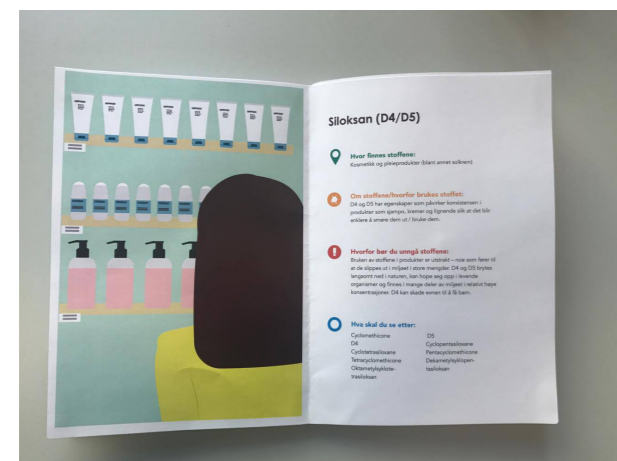 Siloksan (D4/D5)
Hvor finnes stoffene:
Kosmetikk og pleieprodukter (blant annet solkrem)
Om stoffene/hvorfor brukes stoffet:
D4 og D5 har egenskaper som påvirker konsistensen i
produkter som sjampo, kremer og lignende slik at det blir
enklere å smøre dem ut / bruke dem.
Hvorfor bør du unngå stoffene:
Bruken av stoffene i produkter er utstrakt – noe som fører til
at de slippes ut i miljøet i store mengder. D4 og D5 brytes
langsomt ned i naturen, kan hope seg opp i levende
organismer og finnes i mange deler av miljøet i relativt høye
konsentrasjoner. D4 kan skade evnen til å få barn.
Hva skal du se etter:
Cyclomethicone
D4
Cyclotetrasiloxane
Tetracyclomethicone
Oktametylsyklote-
trasiloksan
D5
Cyclopentasiloxane
Pentacyclomethicone
Dekametylsyklopen-
tasiloksan